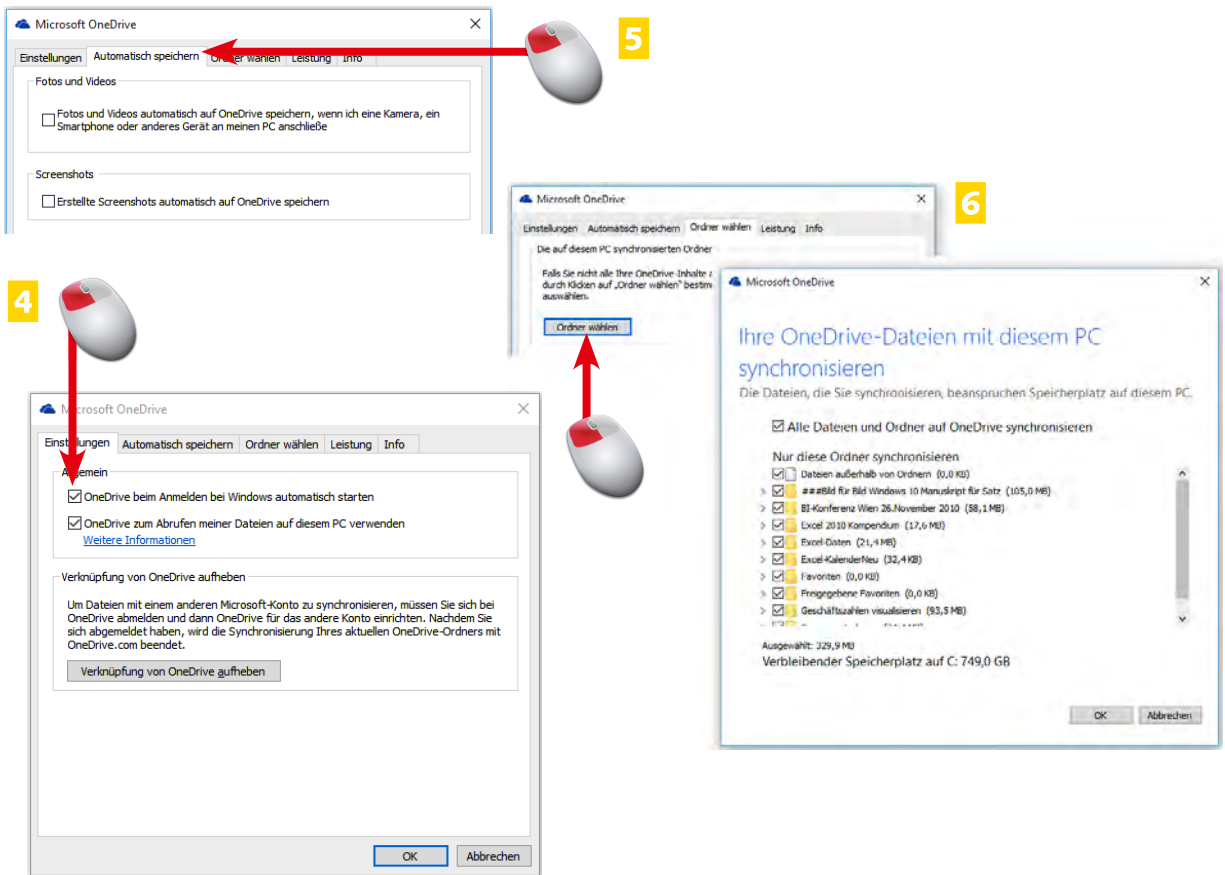 Microsoft OneDrive
Einstellungen Automatisch speichern Ordner wählen Leistung Info
Fotos und Videos
Fotos und Videos automatisch auf OneDrive speichern, wenn ich eine Kamera, ein
Smartphone oder anderes Gerät an meinen PC anschließe
Screenshots
Erstellte Screenshots automatisch auf OneDrive speichern
5
6
Microsoft OneDrive
Einstellungen Automatisch speichern Ordner wählen Leistung Info
Die auf diesem PC synchronisierten Ordner
Falls Sie nicht alle Ihre OneDrive-Inhalte
durch Klicken auf „Ordner wählen"
auswählen.
Ordner wählen
Microsoft OneDrive
Ihre OneDrive-Dateien mit diesem PC
synchronisieren
Die Dateien, die Sie synchronisieren, beanspruchen Speicherplatz auf diesem PC.
Alle Dateien und Ordner auf OneDrive synchronisieren
Nur diese Ordner synchronisieren
Dateien außerhalb von Ordnern (0,0 KB)
###Bild für Bild Windows 10 Manuskript für Satz (105,0 MB)
BI-Konferenz Wien 26.November 2010 (58,1 MB)
Excel 2010 Kompendium (17,6 MB)
Excel-Daten (21,4 MB)
Excel-KalenderNeu (32,4 KB)
Favoriten (0,0 KB)
Freigegebene Favoriten (0,0 KB)
Geschäftszahlen visualisieren (93,5 MB)
Ausgewählt: 329,9 MB
Verbleibender Speicherplatz auf C: 749,0 GB
OK Abbrechen
4
Microsoft OneDrive
Einstellungen Automatisch speichern Ordner wählen Leistung Info
Allgemein
OneDrive beim Anmelden bei Windows automatisch starten
OneDrive zum Abrufen meiner Dateien auf diesem PC verwenden
Weitere Informationen
Verknüpfung von OneDrive aufheben
Um Dateien mit einem anderen Microsoft-Konto zu synchronisieren, müssen Sie sich bei
OneDrive abmelden und dann OneDrive für das andere Konto einrichten. Nachdem Sie
sich abgemeldet haben, wird die Synchronisierung Ihres aktuellen OneDrive-Ordners mit
OneDrive.com beendet.
Verknüpfung von OneDrive aufheben
OK Abbrechen